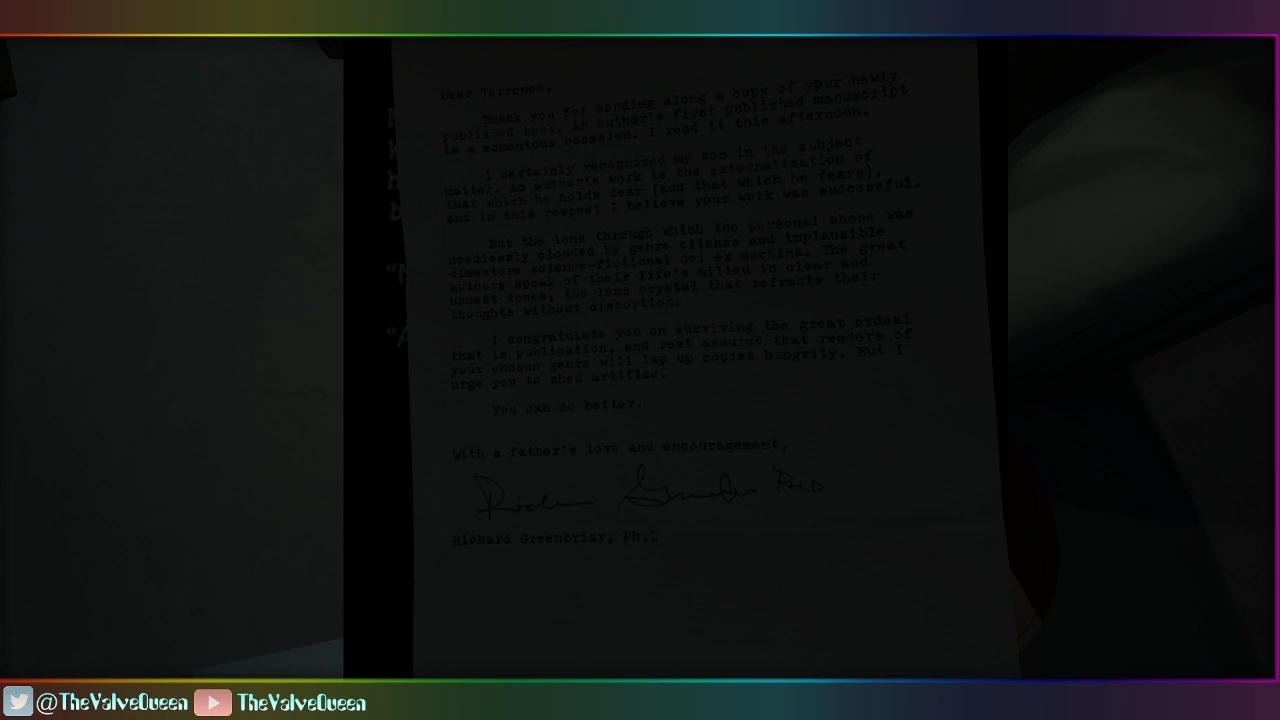 Dear Terrence,
Thank you for sending along a copy of your newly
published book. An author's first published manuscript
is a momentous occasion. I read it this afternoon.
I certainly recognized my son in the subject
matter. An author's work is the externalization of
that which he holds dear (and that which he fears),
and in this respect I believe your work was successful.
But the lens through which the personal shone was
needlessly clouded by genre cliches and implausible
dimestore science-fictional dei ex machina. The great
authors speak of their life's milieu in clear and
honest tones, the lens crystal that refracts their
thoughts without distortion.
I congratulate you on surviving the great ordeal
that is publication, and rest assured that readers of
your chosen genre will lap up copies hungrily. But I
urge you to shed artifice.
You can do better.
With a father's love and encouragement,
Richard Greenbriar PH.D
Richard Greenbriar, Ph.D
@TheValveQueen
TheValveQueen